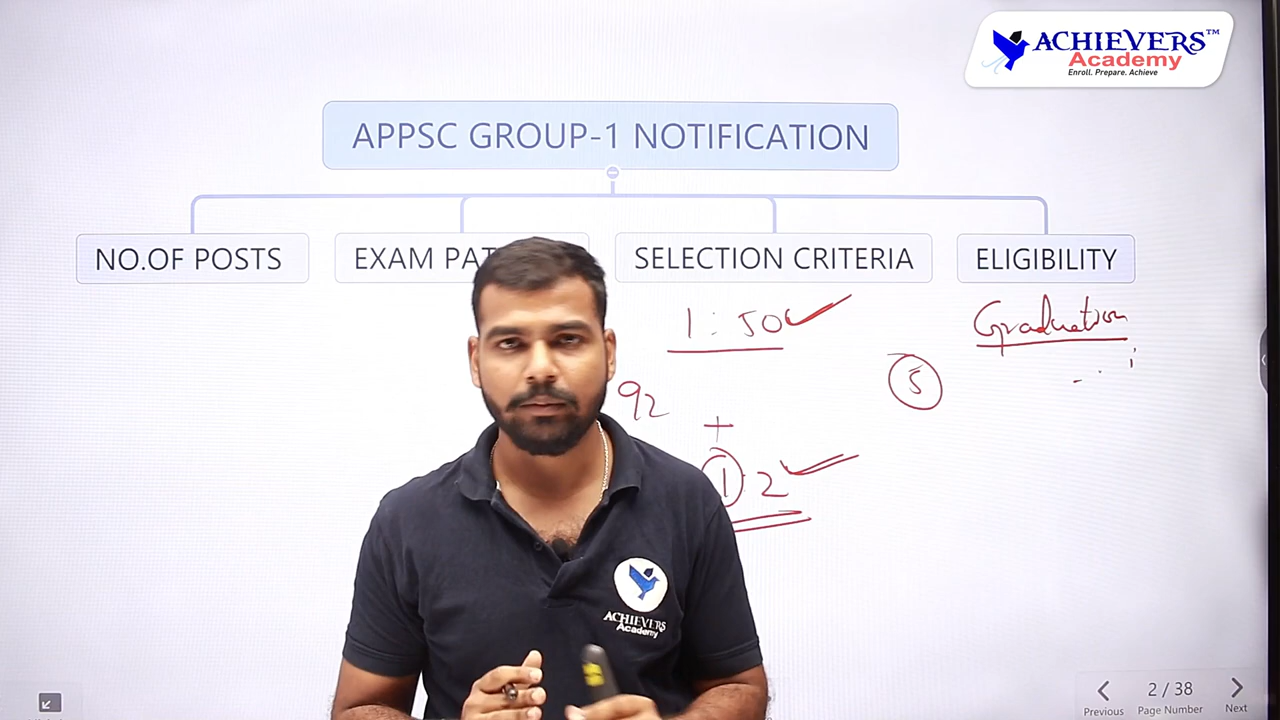 ACHIEVERS™
Academy
Enroll. Prepare. Achieve
APPSC GROUP-1 NOTIFICATION
NO.OF POSTS
EXAM PAT
SELECTION CRITERIA
ELIGIBILITY
1 : 50
Graduation
5
92
+
1 2
ACHIEVERS
Academy
2 / 38
Previous
Page Number
Next